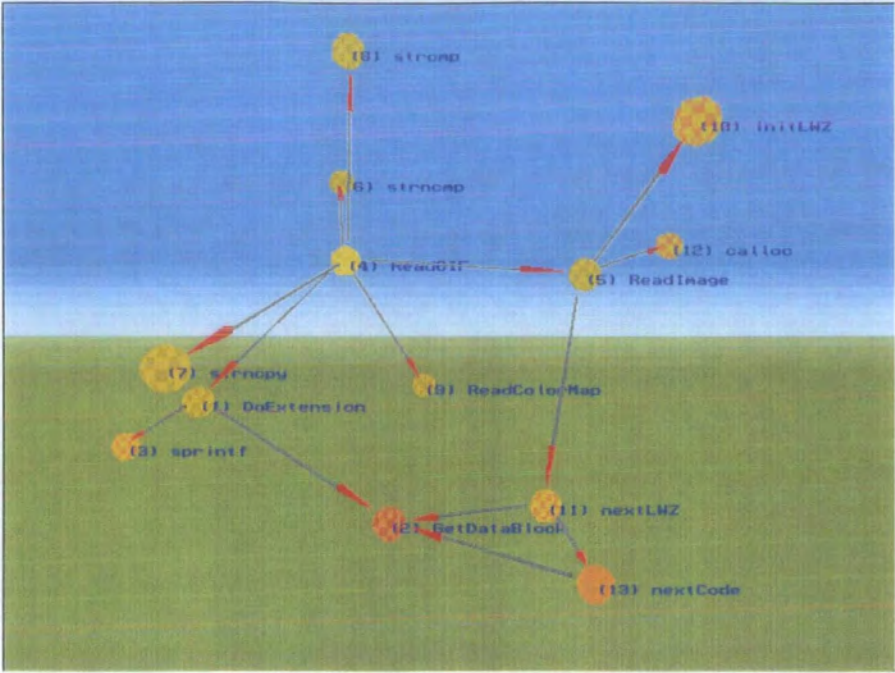 (8) strcmp
(10) initLWZ
(6) strncmp
(12) calloc
(4) ReadGIF
(5) ReadImage
(7) strncpy
(9) ReadColorMap
(1) DoExtension
(3) sprintf
(11) nextLWZ
(2) GetDataBlock
(13) nextCode